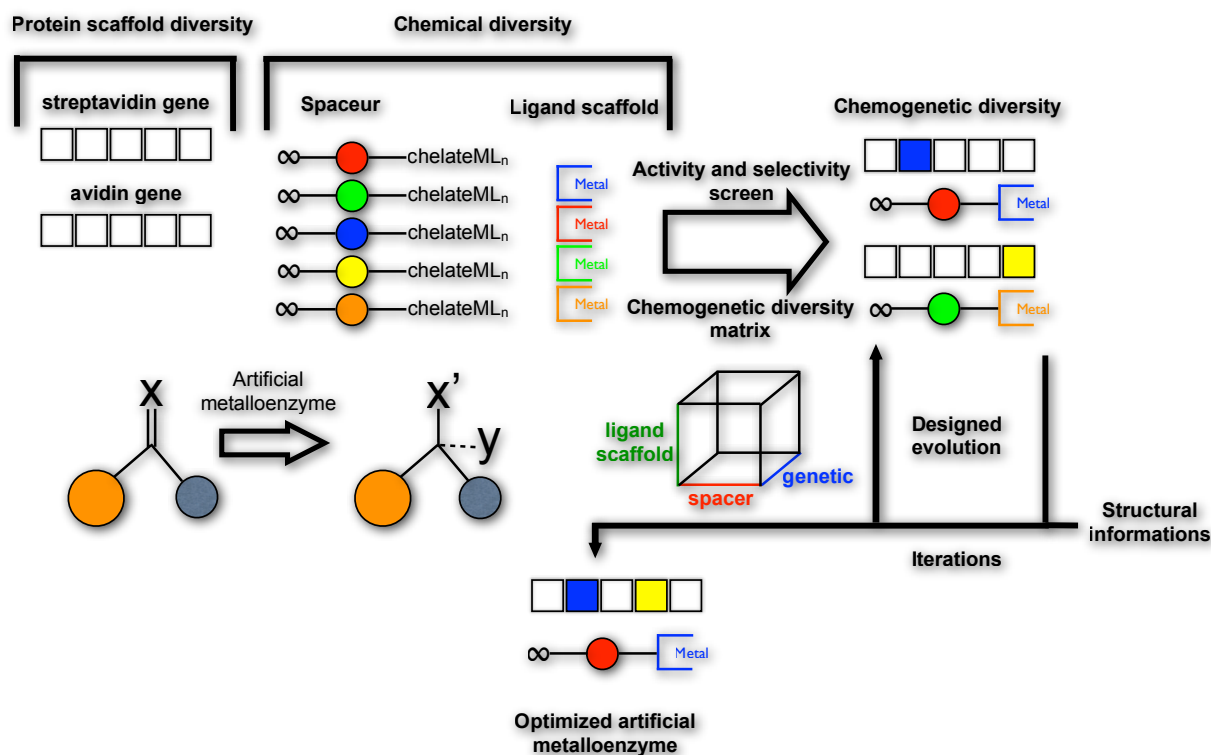 Protein scaffold diversity
Chemical diversity
streptavidin gene
avidin gene
Spaceur
Ligand scaffold
∞ chelateMLn
∞ chelateMLn
∞ chelateMLn
∞ chelateMLn
∞ chelateMLn
Metal
Metal
Metal
Metal
Activity and selectivity
screen
Chemogenetic diversity
matrix
Chemogenetic diversity
∞ Metal
∞ Metal
x
Artificial
metalloenzyme
x’
y
ligand
scaffold
genetic
spacer
Designed
evolution
Structural
informations
Iterations
∞ Metal
Optimized artificial
metalloenzyme